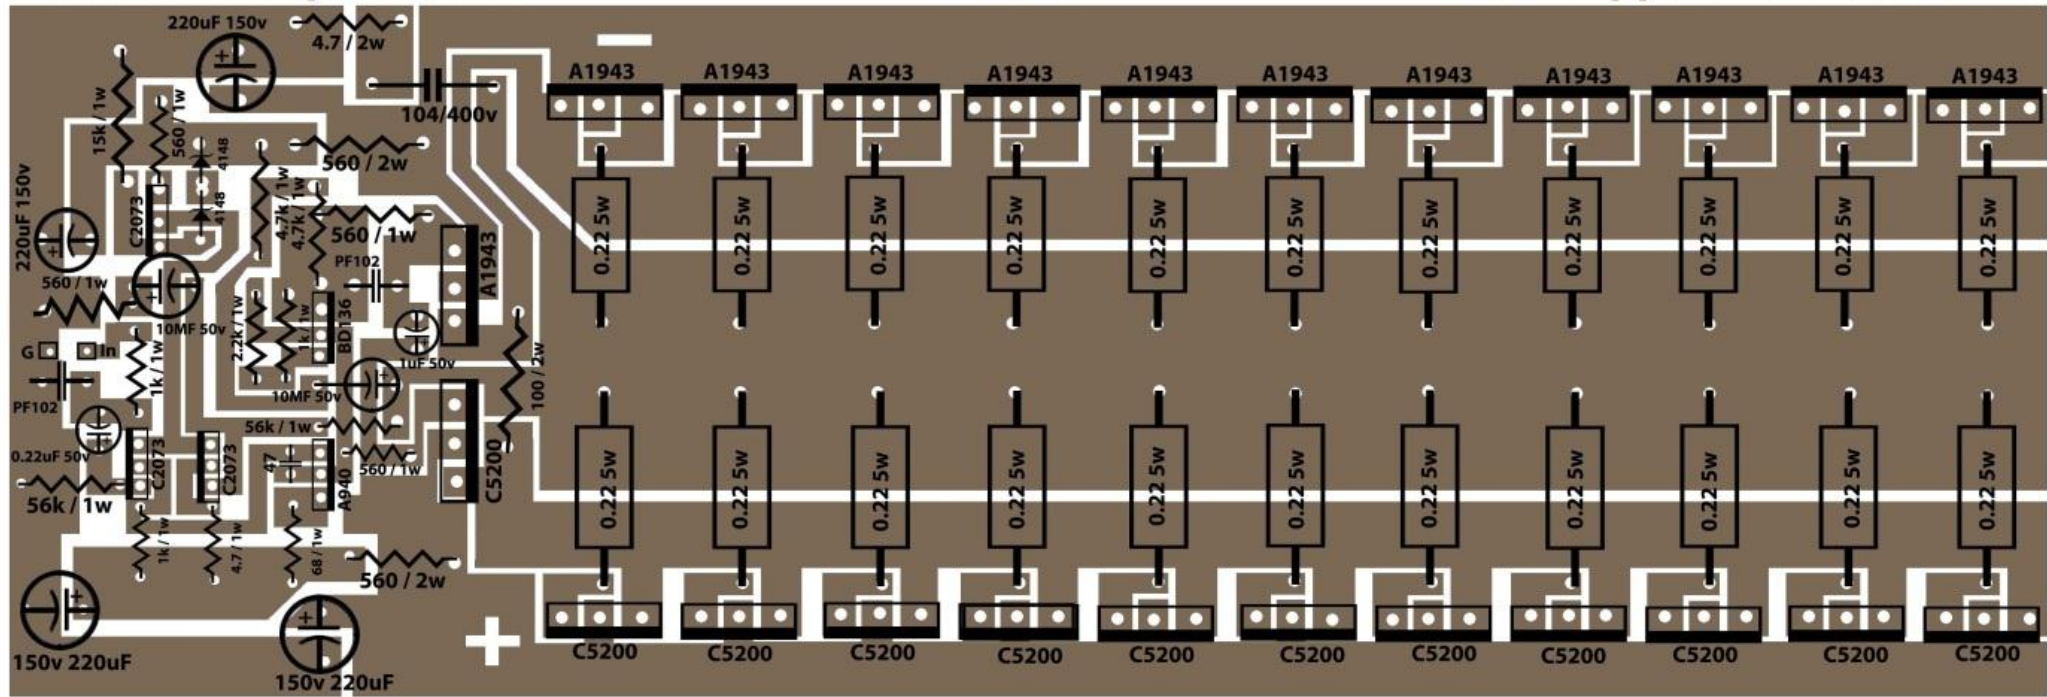 220uF 150v
4.7 / 2w
−
A1943
A1943
A1943
A1943
A1943
A1943
A1943
A1943
A1943
A1943
A1943
104/400v
15k / 1w
560 / 1w
4148
4148
560 / 2w
4.7k / 1w
4.7k / 1w
C2073
220uF 150v
560 / 1w
PF102
A1943
0.22 5w
0.22 5w
0.22 5w
0.22 5w
0.22 5w
0.22 5w
0.22 5w
0.22 5w
0.22 5w
0.22 5w
0.22 5w
560 / 1w
10MF 50v
2.2k / 1w
1k / 1w
BD136
1uF 50v
100 / 2w
G
In
1k / 1w
PF102
10MF 50v
56k / 1w
0.22uF 50v
C2073
C2073
47
A940
560 / 1w
C5200
56k / 1w
0.22 5w
0.22 5w
0.22 5w
0.22 5w
0.22 5w
0.22 5w
0.22 5w
0.22 5w
0.22 5w
0.22 5w
0.22 5w
1k / 1w
4.7 / 1w
68 / 1w
560 / 2w
+
150v 220uF
150v 220uF
C5200
C5200
C5200
C5200
C5200
C5200
C5200
C5200
C5200
C5200
C5200